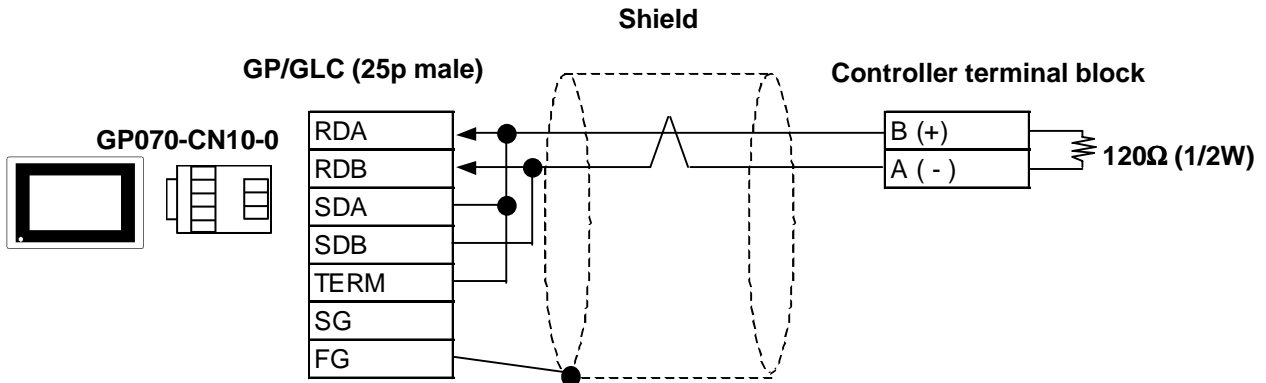 Shield
GP/GLC (25p male)
Controller terminal block
GP070-CN10-0
RDA
RDB
SDA
SDB
TERM
SG
FG
B (+)
A ( - )
120Ω (1/2W)